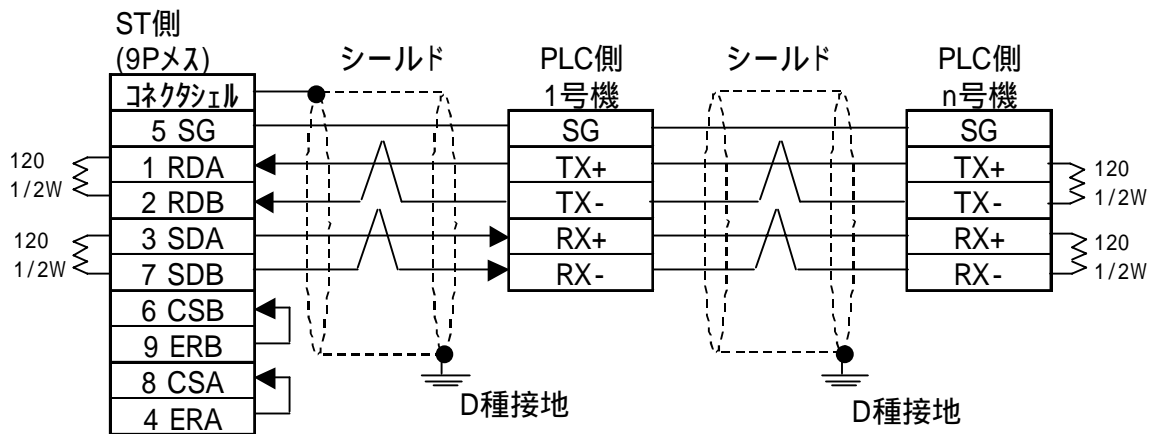 ST側
(9Pメス)
コネクタシェル
5 SG
1 RDA
2 RDB
3 SDA
7 SDB
6 CSB
9 ERB
8 CSA
4 ERA
120
1/2W
120
1/2W
シールド
PLC側
1号機
SG
TX+
TX-
RX+
RX-
D種接地
シールド
PLC側
n号機
SG
TX+
TX-
RX+
RX-
120
1/2W
120
1/2W
D種接地